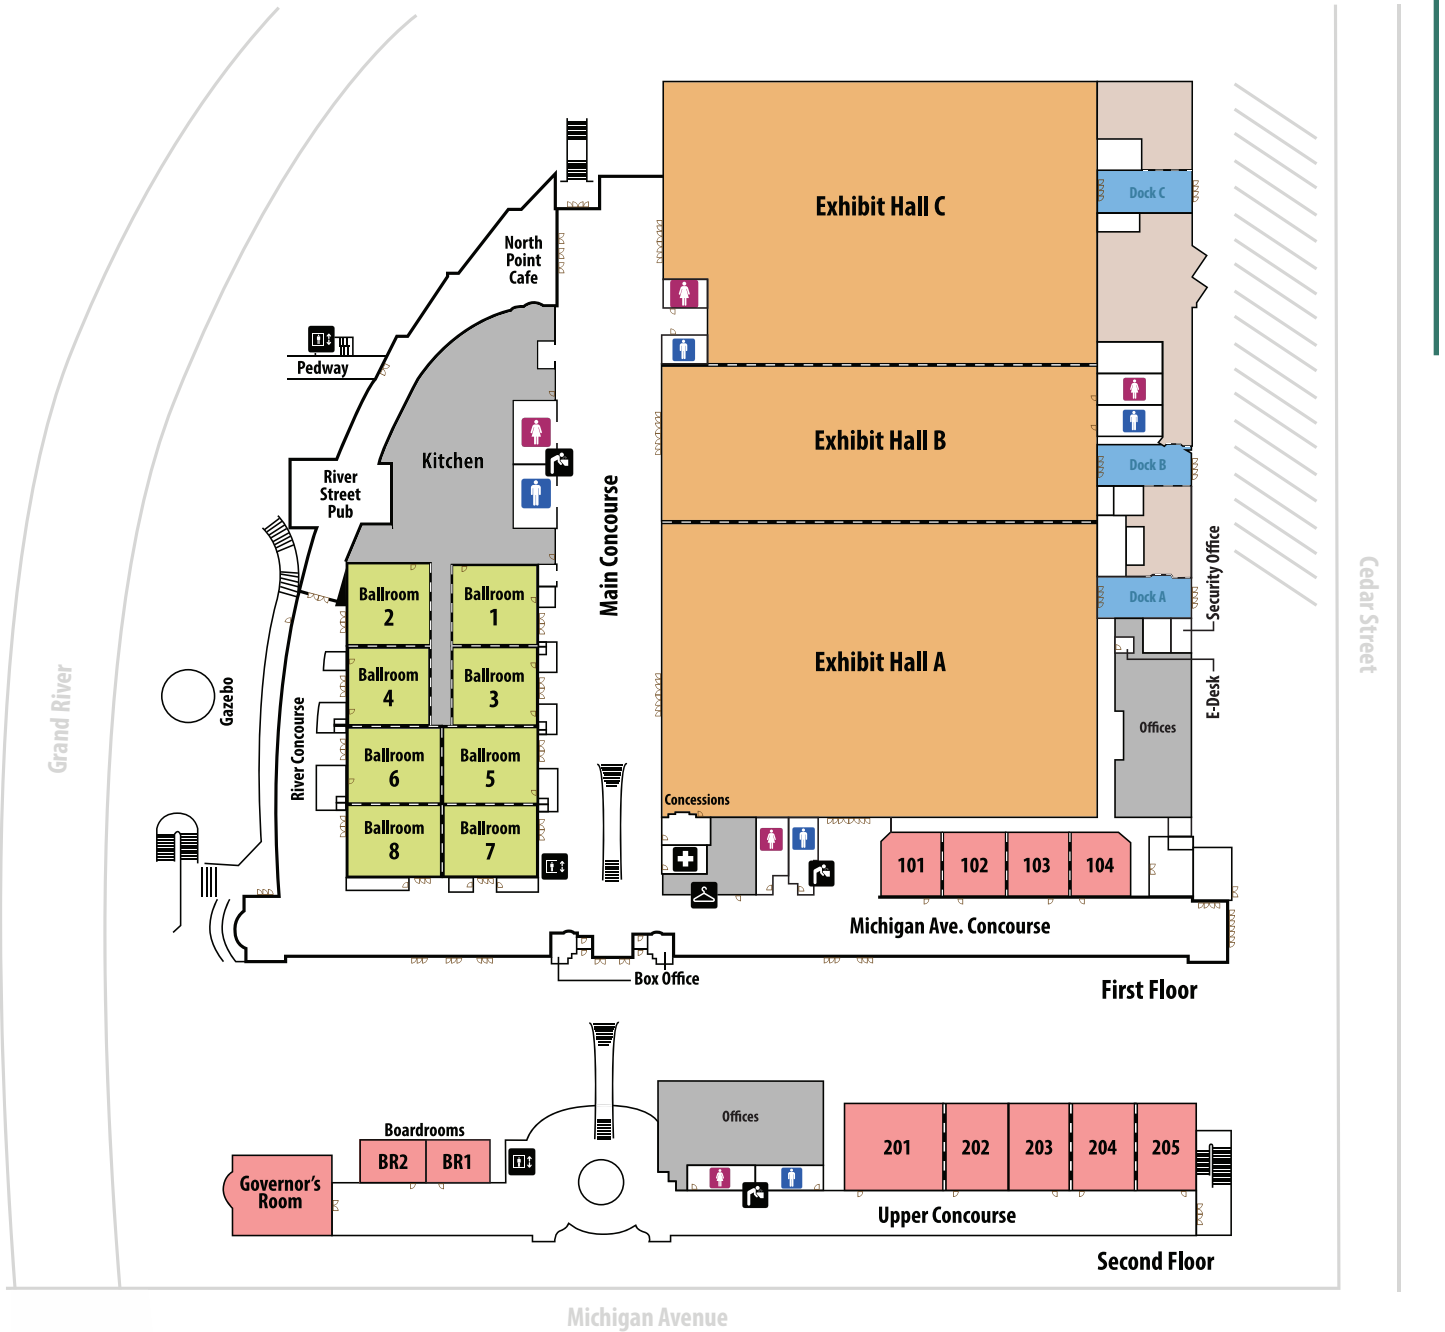 Exhibit Hall C
Dock C
North
Point
Cafe
Pedway
Exhibit Hall B
Kitchen
Dock B
River
Street
Pub
Main Concourse
Security Office
Cedar Street
Ballroom
2
Ballroom
1
Dock A
Exhibit Hall A
Grand River
Gazebo
Ballroom
4
Ballroom
3
E-Desk
Offices
River Concourse
Ballroom
6
Ballroom
5
Concessions
Ballroom
8
Ballroom
7
101
102
103
104
Michigan Ave. Concourse
Box Office
First Floor
Offices
Boardrooms
BR2
BR1
201
202
203
204
205
Governor's
Room
Upper Concourse
Second Floor
Michigan Avenue